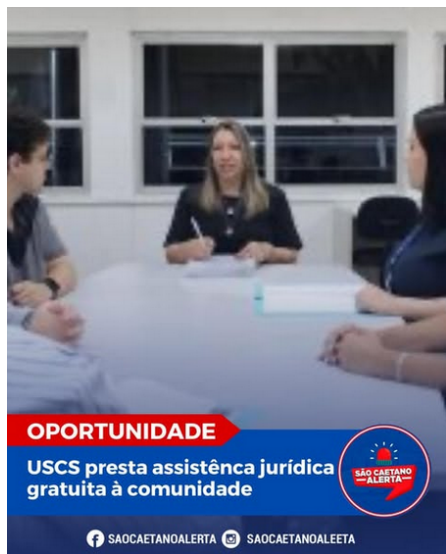 OPORTUNIDADE
USCS presta assistênca jurídica
gratuita à comunidade
SÃO CAETANO
ALERTA
SAOCAETANOALERTA SAOCAETANOALEETA